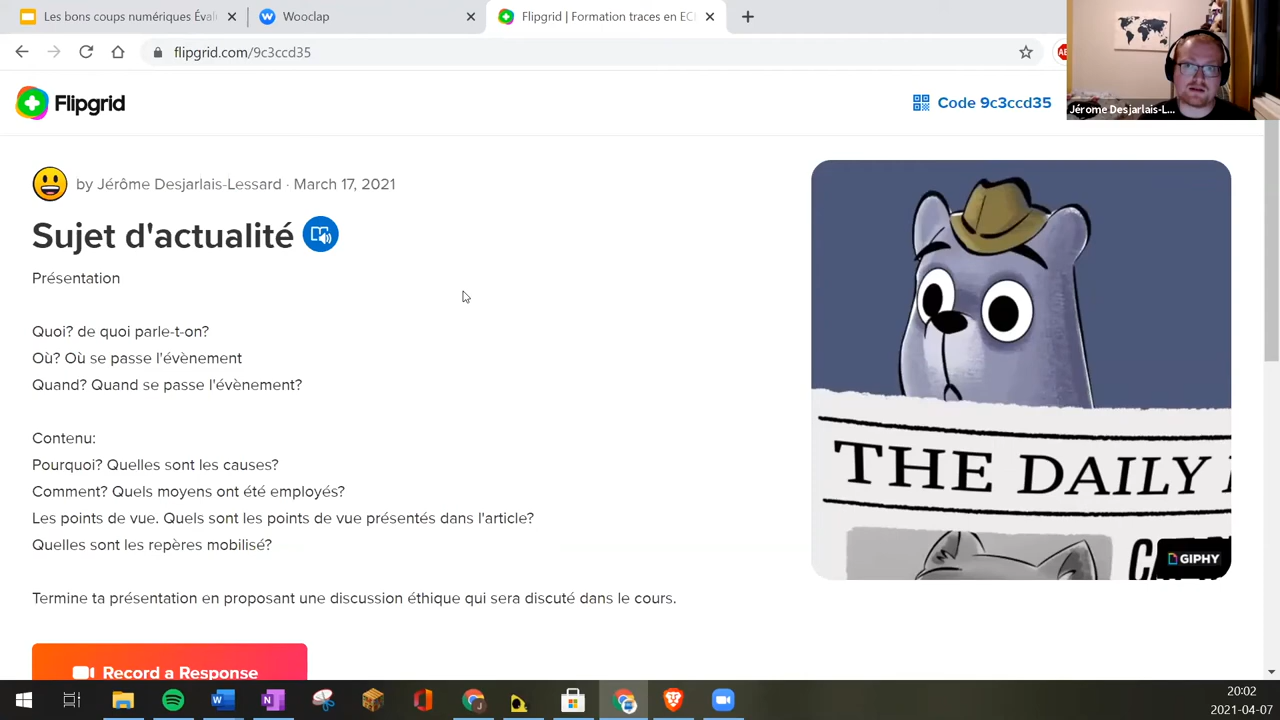 Les bons coups numériques Éval
Wooclap
Flipgrid | Formation traces en EC
flipgrid.com/9c3ccd35
Flipgrid
Code 9c3ccd35
Jérome Desjarlais-L...
by Jérôme Desjarlais-Lessard · March 17, 2021
Sujet d'actualité
Présentation
Quoi? de quoi parle-t-on?
Où? Où se passe l'évènement
Quand? Quand se passe l'évènement?
Contenu:
Pourquoi? Quelles sont les causes?
Comment? Quels moyens ont été employés?
Les points de vue. Quels sont les points de vue présentés dans l'article?
Quelles sont les repères mobilisé?
Termine ta présentation en proposant une discussion éthique qui sera discuté dans le cours.
Record a Response
THE DAILY
GIPHY
20:02
2021-04-07